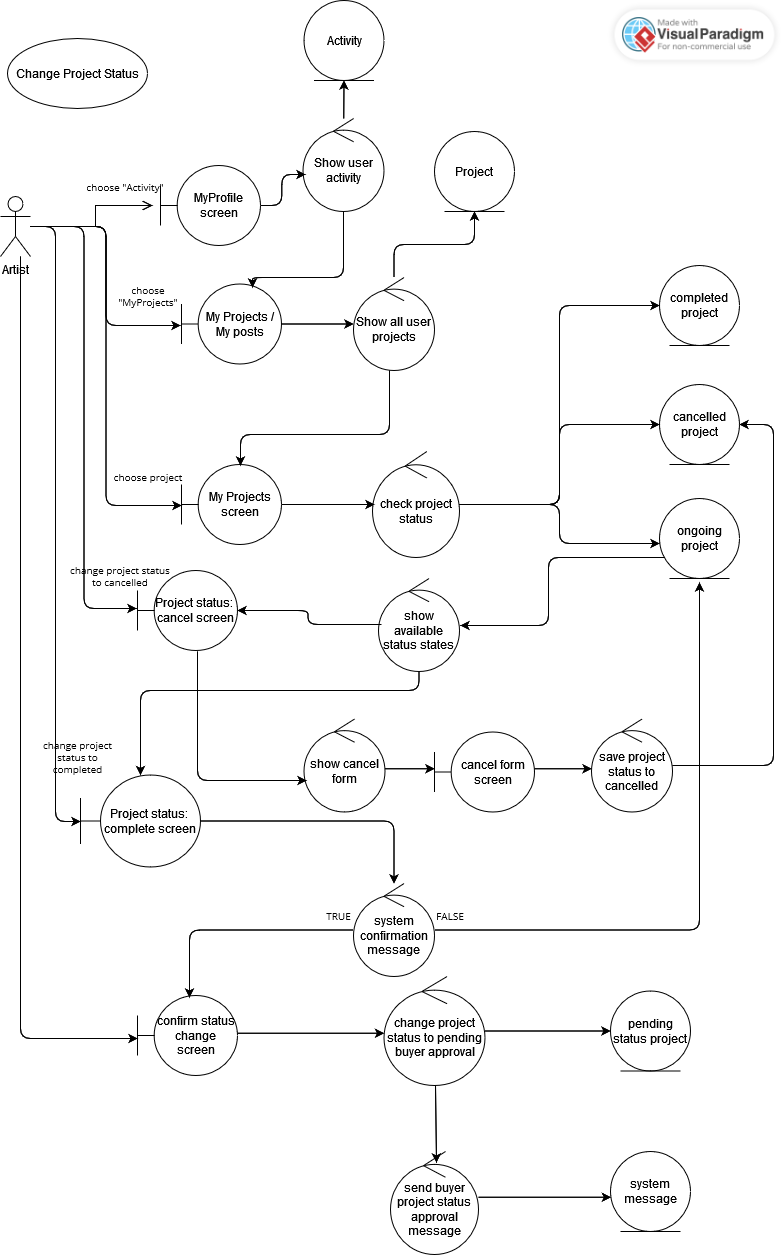 Activity
Made with
VisualParadigm
For non-commercial use
Change Project Status
Show user
activity
Project
choose "Activity"
MyProfile
screen
Artist
choose
"MyProjects"
My Projects /
My posts
Show all user
projects
completed
project
cancelled
project
choose project
My Projects
screen
check project
status
ongoing
project
change project status
to cancelled
Project status:
cancel screen
show
available
status states
change project
status to
completed
show cancel
form
cancel form
screen
save project
status to
cancelled
Project status:
complete screen
TRUE
FALSE
system
confirmation
message
confirm status
change
screen
change project
status to pending
buyer approval
pending
status project
send buyer
project status
approval
message
system
message